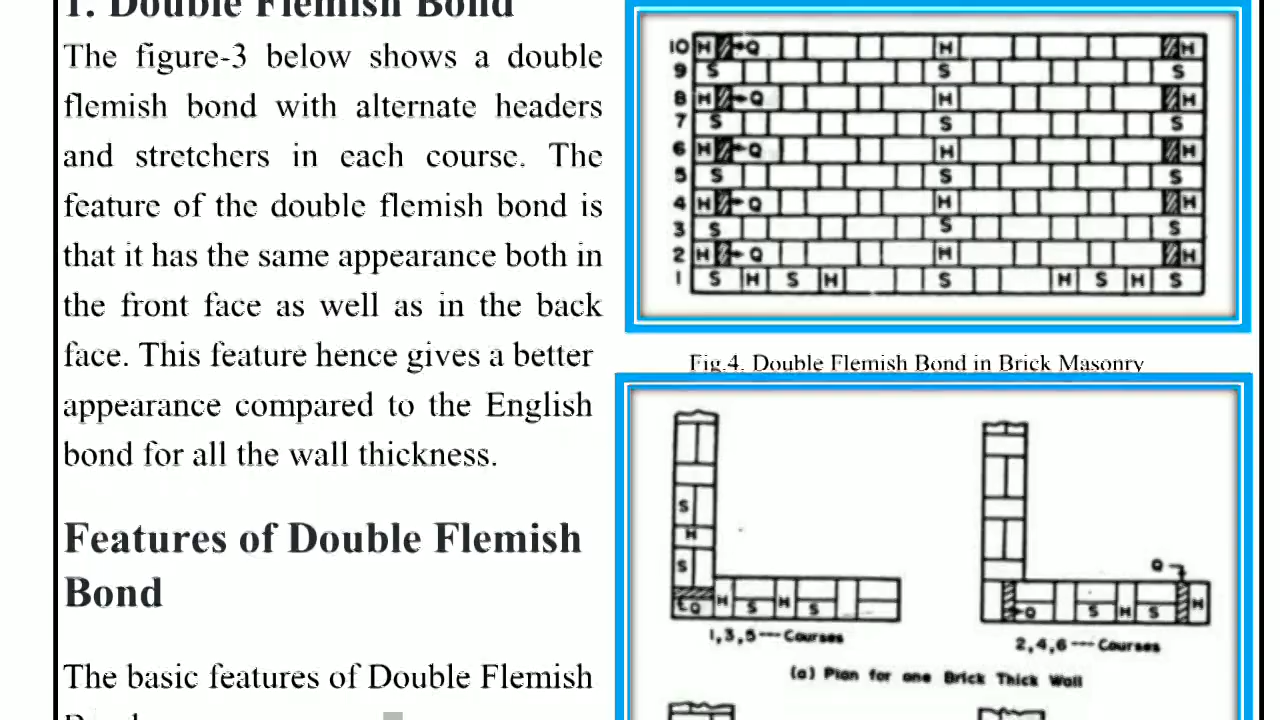 1. Double Flemish Bond
The figure-3 below shows a double
flemish bond with alternate headers
and stretchers in each course. The
feature of the double flemish bond is
that it has the same appearance both in
the front face as well as in the back
face. This feature hence gives a better
appearance compared to the English
bond for all the wall thickness.
Features of Double Flemish
Bond
The basic features of Double Flemish
10 H Q H H
9 S S S
8 H Q H H
7 S S S
6 H Q H H
5 S S S
4 H Q H H
3 S S S
2 H Q H H
1 S H S H S H S H S
Fig.4. Double Flemish Bond in Brick Masonry
S
H
S
Q H S H S
1,3,5---Courses
Q
Q S H S H
2,4,6---Courses
(a) Plan for one Brick Thick Wall